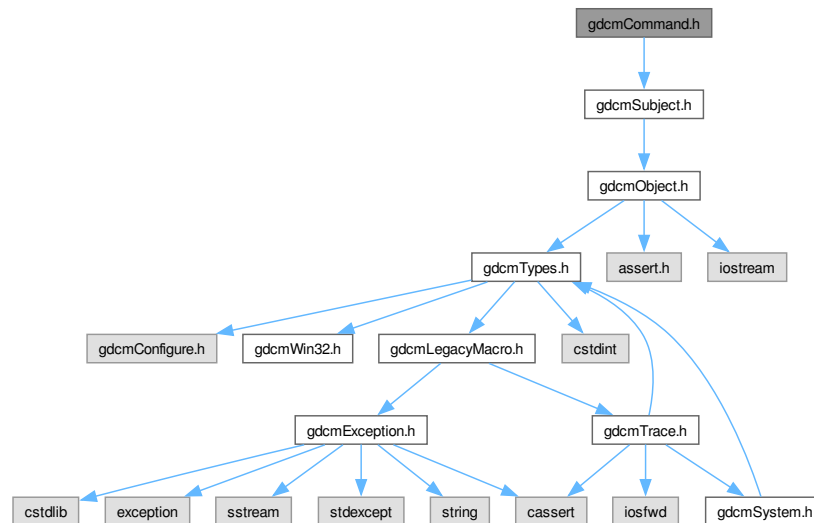 gdcmCommand.h
gdcmSubject.h
gdcmObject.h
gdcmTypes.h
assert.h
iostream
gdcmConfigure.h
gdcmWin32.h
gdcmLegacyMacro.h
cstdint
gdcmException.h
gdcmTrace.h
cstdlib
exception
sstream
stdexcept
string
cassert
iosfwd
gdcmSystem.h